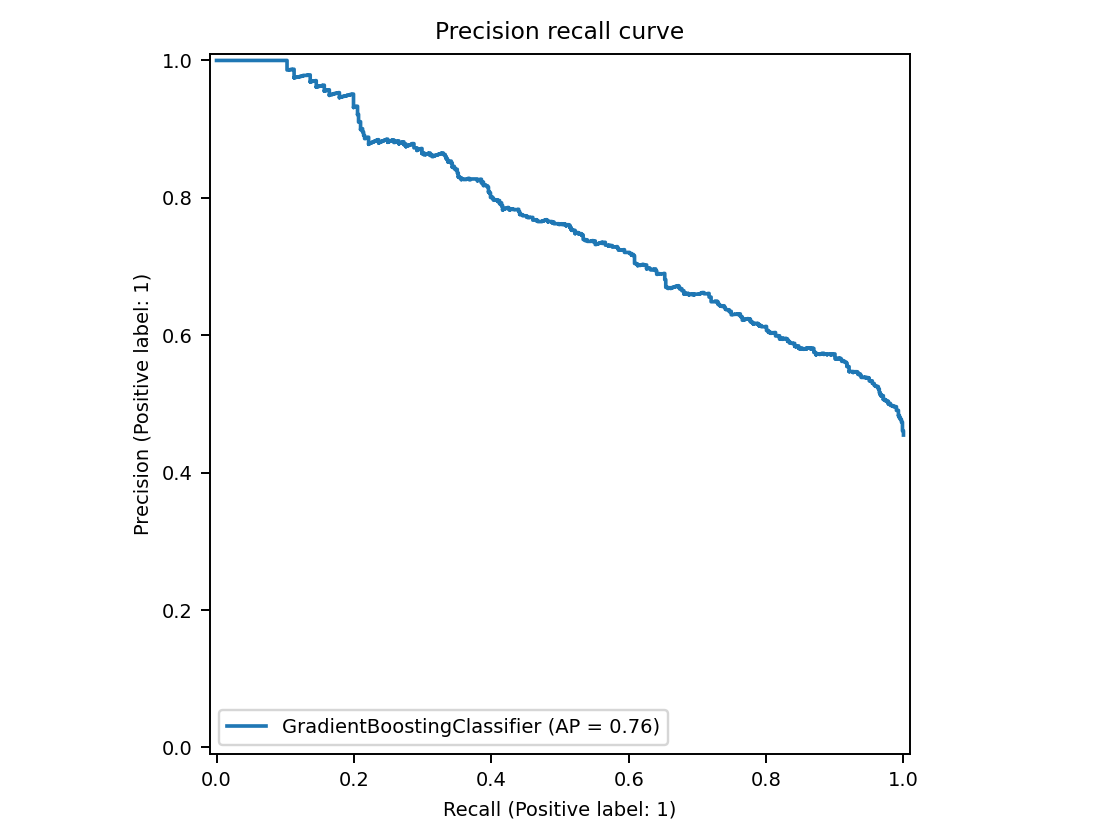 Precision recall curve
1.0
0.8
0.6
0.4
0.2
0.0
Precision (Positive label: 1)
GradientBoostingClassifier (AP = 0.76)
0.0 0.2 0.4 0.6 0.8 1.0
Recall (Positive label: 1)